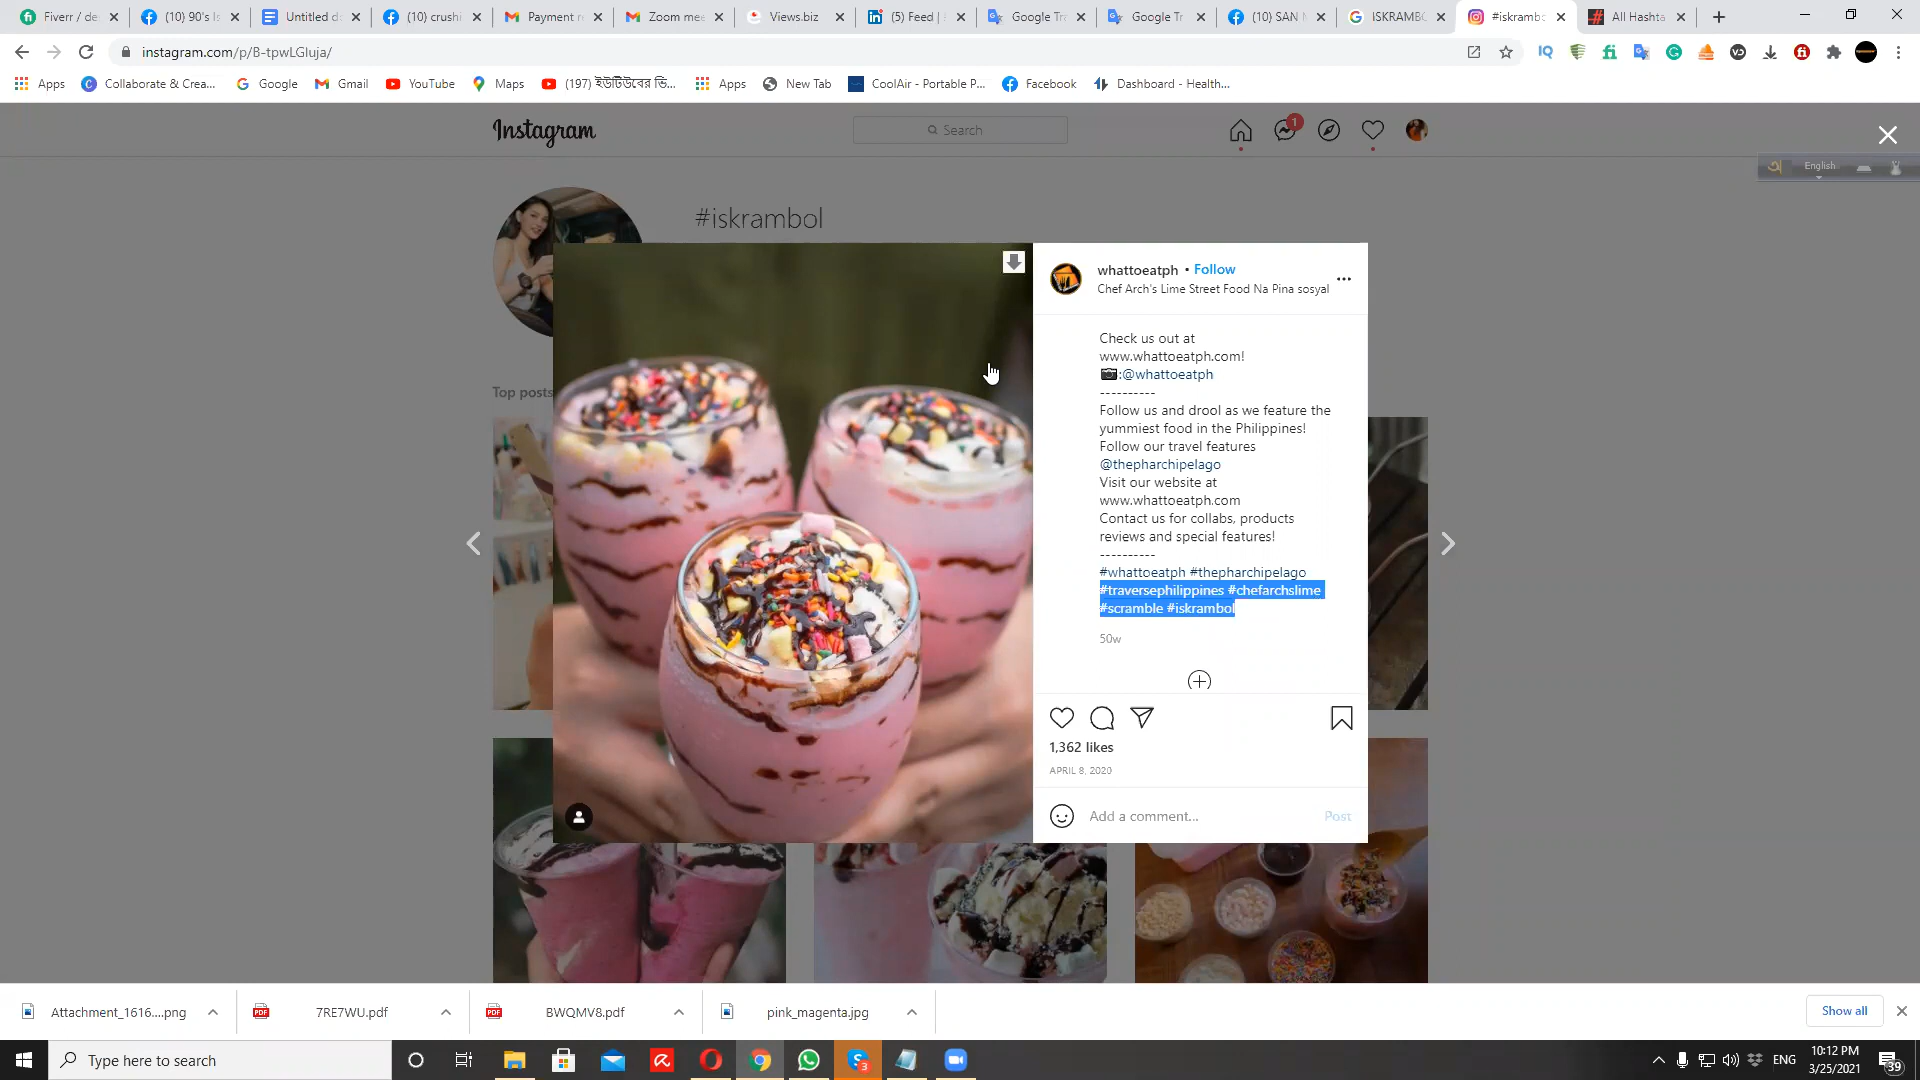 Fiverr / de
(10) 90's Is
Untitled d
(10) crushi
Payment r
Zoom mee
Views.biz
(5) Feed |
Google Tra
Google Tr
(10) SAN M
ISKRAMBO
#iskrambo
All Hashta
instagram.com/p/B-tpwLGluja/
Apps
Collaborate & Crea...
Google
Gmail
YouTube
Maps
(197) ইউটিউবের ভি...
Apps
New Tab
CoolAir - Portable P...
Facebook
Dashboard - Health...
Instagram
Search
1
English
#iskrambol
Top posts
whattoeatph • Follow
Chef Arch's Lime Street Food Na Pina sosyal
Check us out at
www.whattoeatph.com!
:@whattoeatph
----------
Follow us and drool as we feature the
yummiest food in the Philippines!
Follow our travel features
@thepharchipelago
Visit our website at
www.whattoeatph.com
Contact us for collabs, products
reviews and special features!
----------
#whattoeatph #thepharchipelago
#traversephilippines #chefarchslime
#scramble #iskrambol
50w
1,362 likes
APRIL 8, 2020
Add a comment...
Post
Attachment_1616....png
7RE7WU.pdf
BWQMV8.pdf
pink_magenta.jpg
Show all
Type here to search
3
ENG
10:12 PM
3/25/2021
39